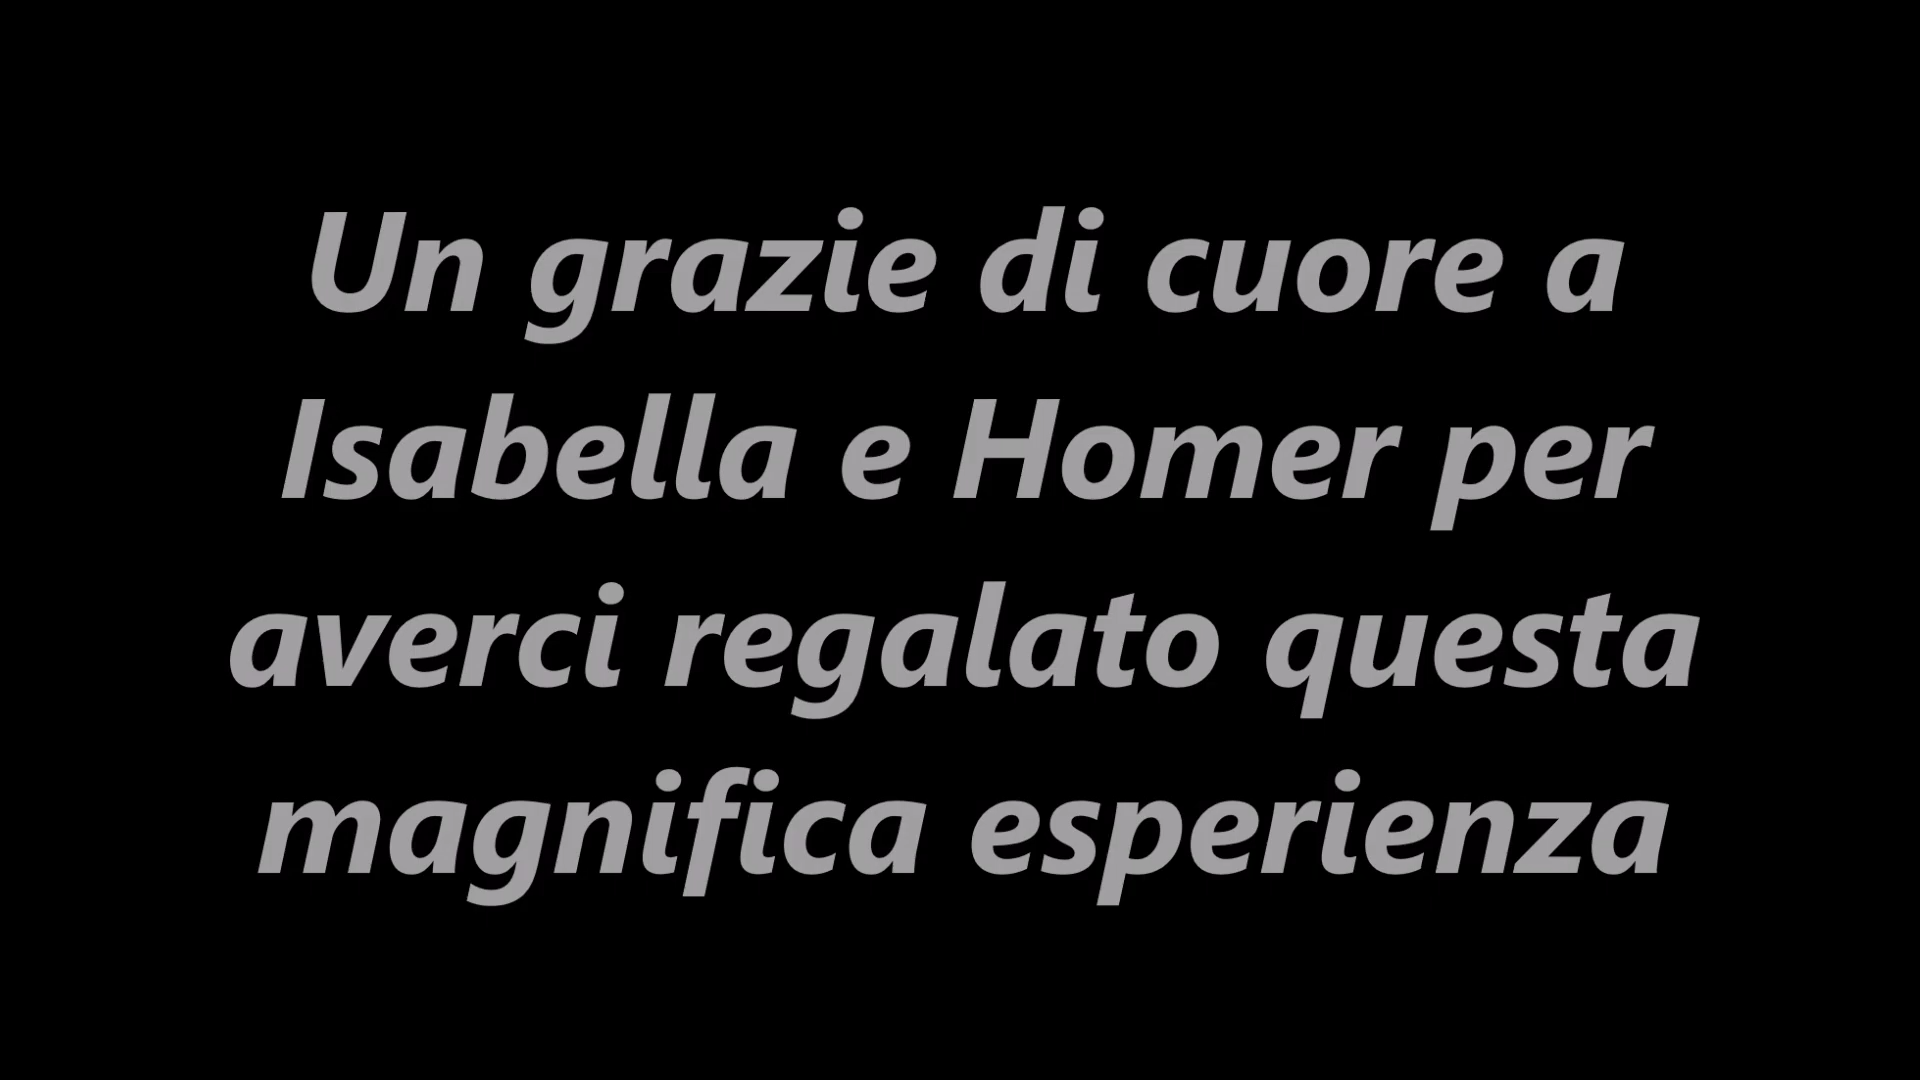 Un grazie di cuore a
Isabella e Homer per
averci regalato questa
magnifica esperienza